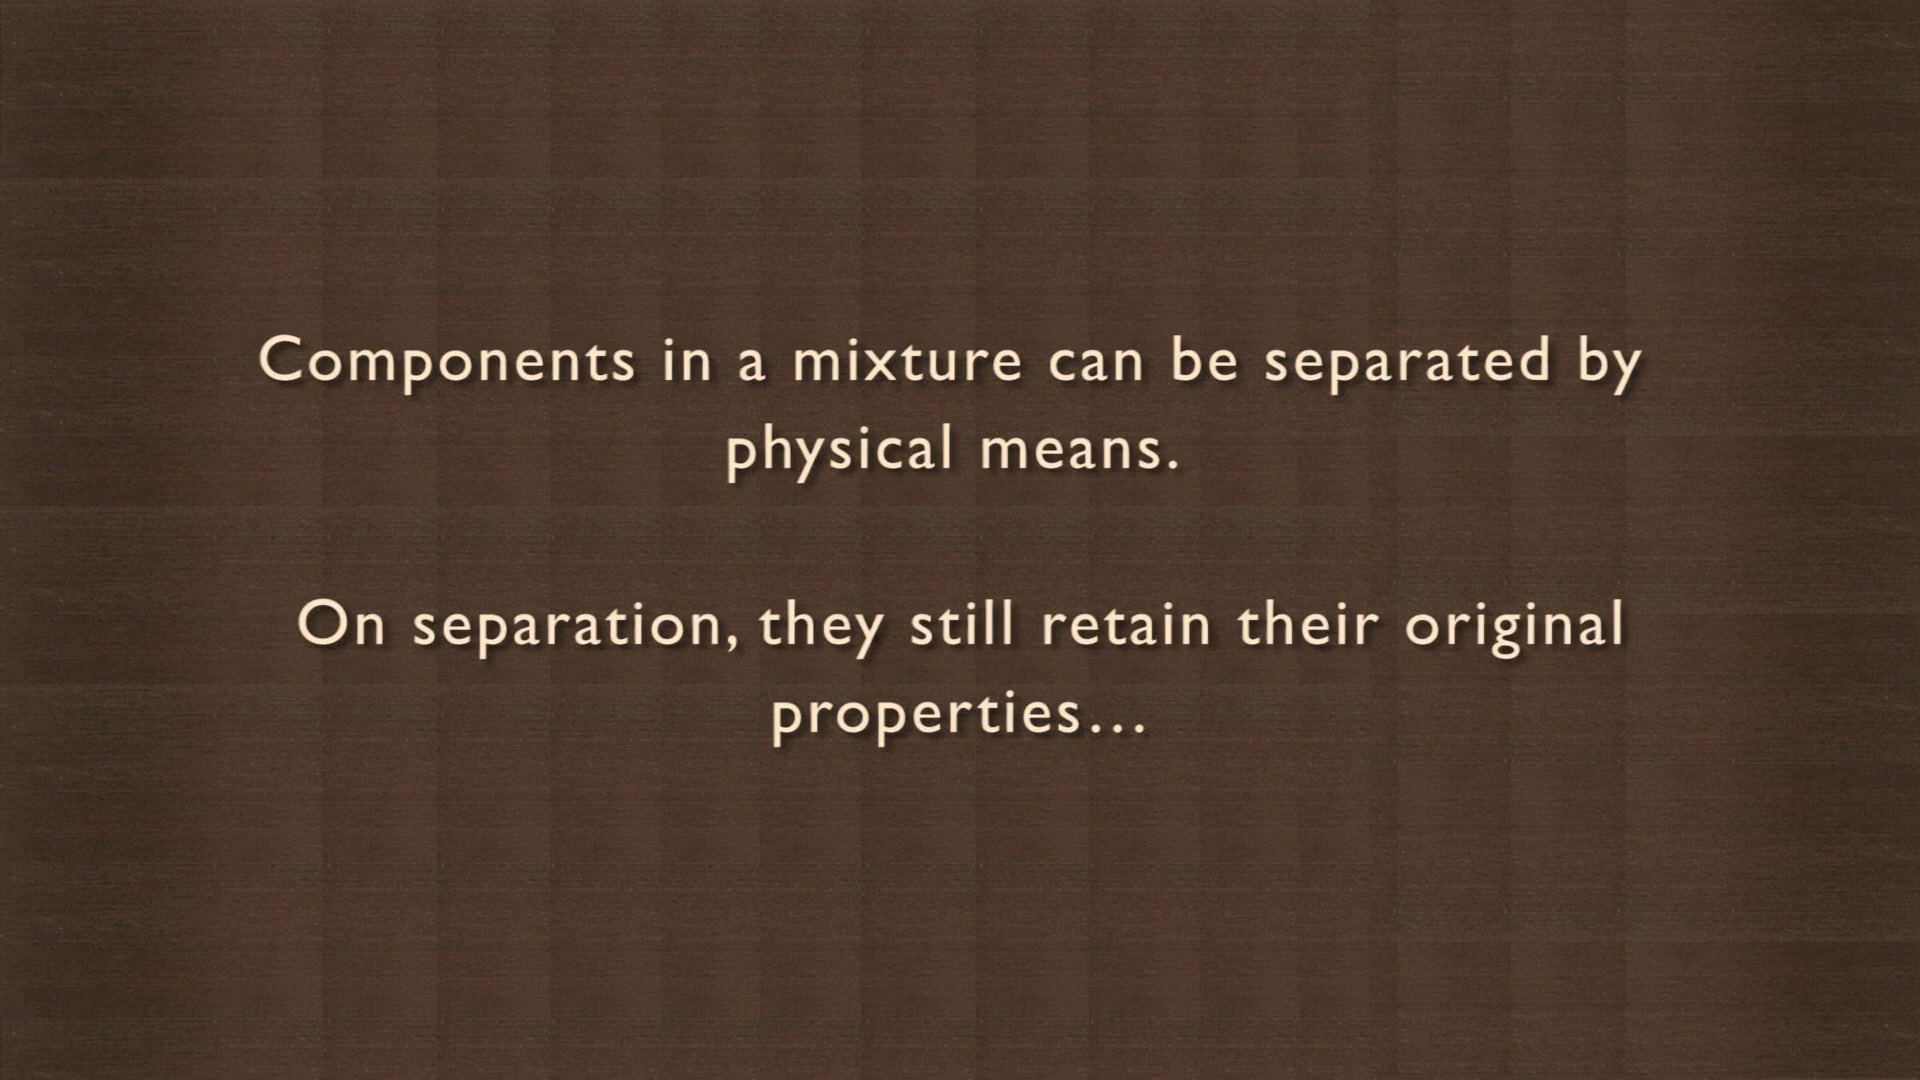 Components in a mixture can be separated by
physical means.
On separation, they still retain their original
properties…